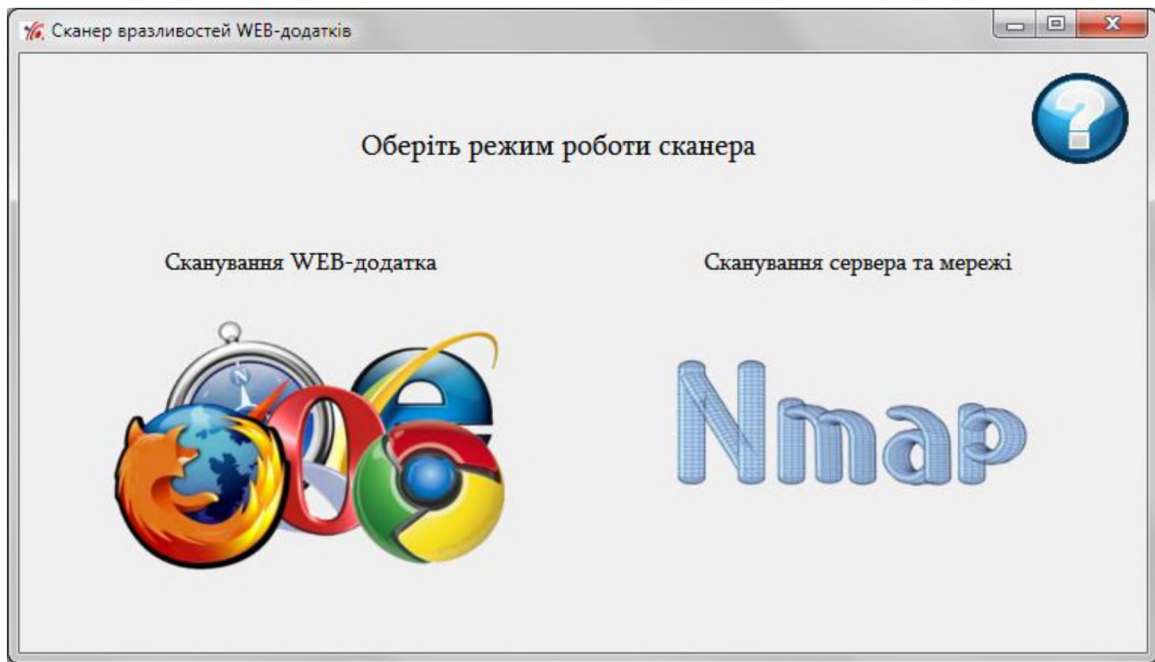 Сканер вразливостей WEB-додатків
Оберіть режим роботи сканера
Сканування WEB-додатка
Сканування сервера та мережі
Nmap